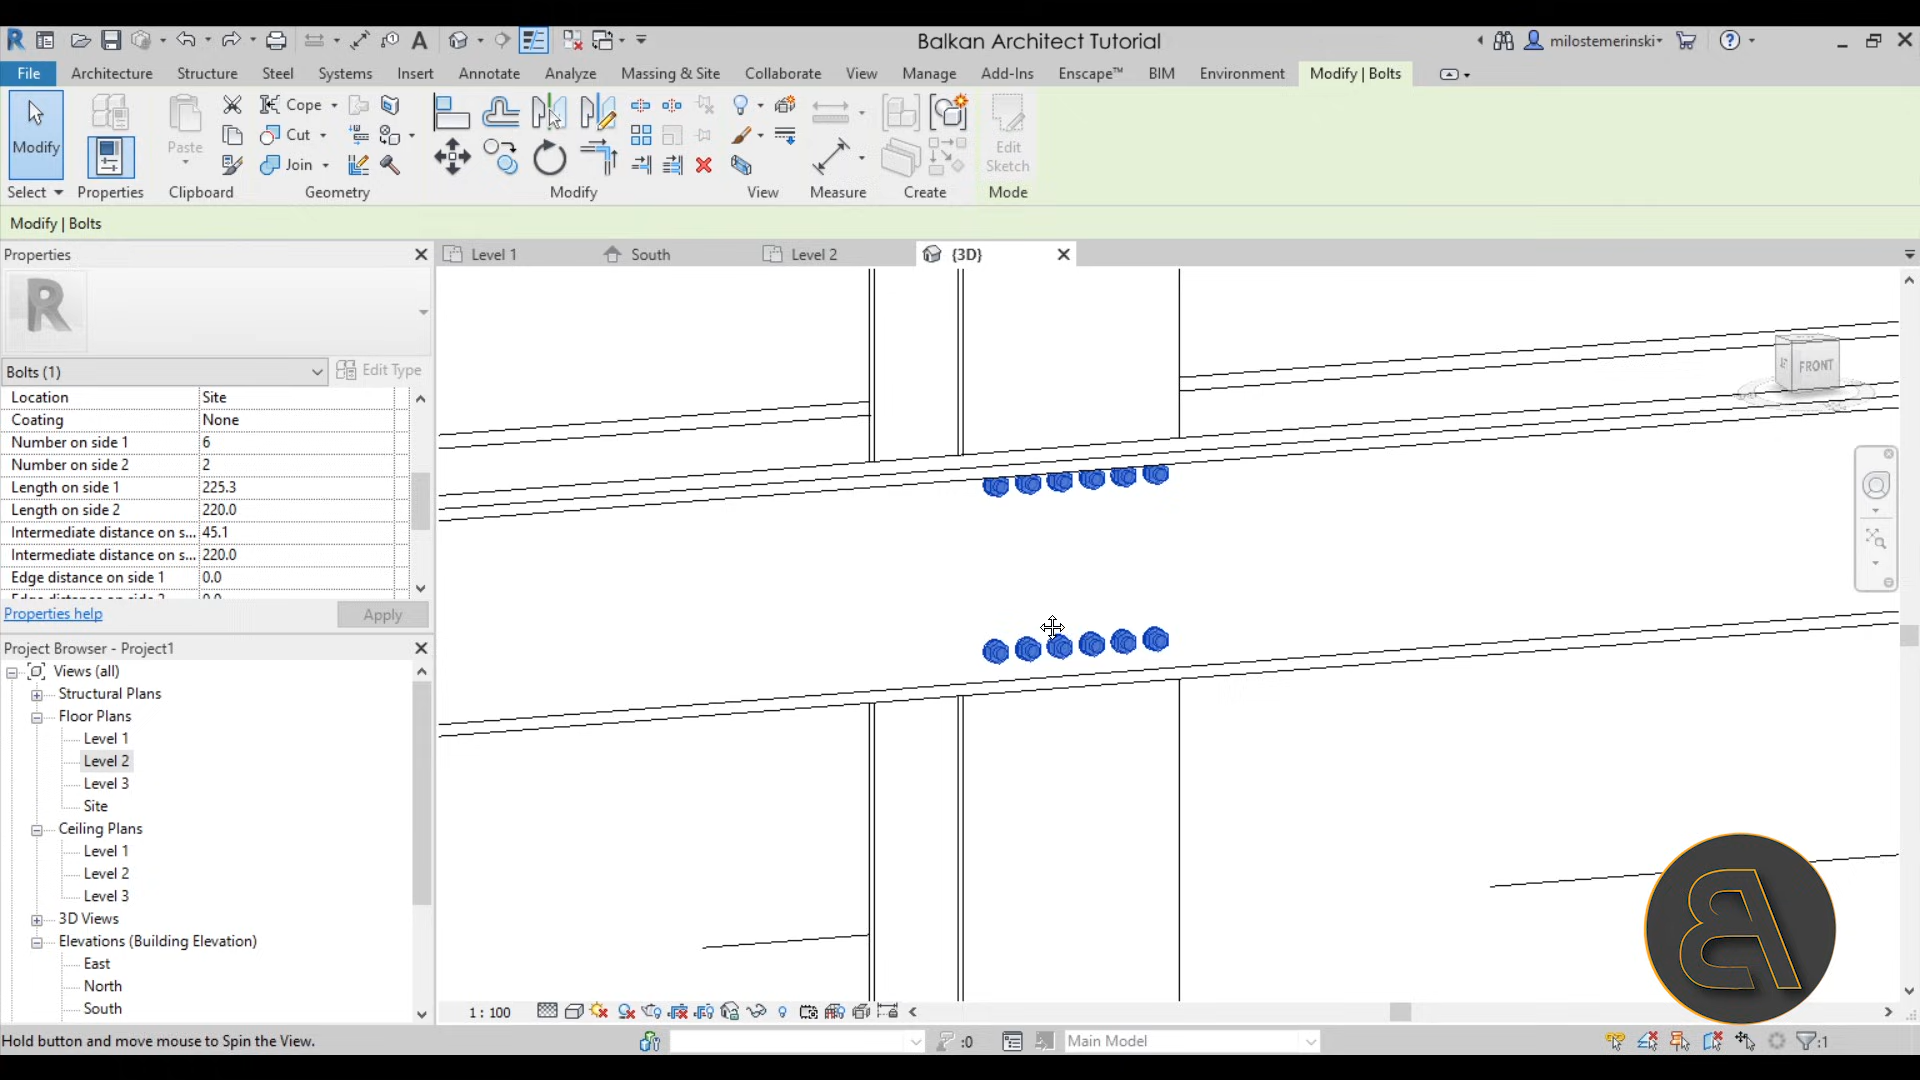 Balkan Architect Tutorial
milostemerinski
File Architecture Structure Steel Systems Insert Annotate Analyze Massing & Site Collaborate View Manage Add-Ins Enscape™ BIM Environment Modify | Bolts
Modify
Paste
Cope
Cut
Join
Edit
Sketch
Select Properties Clipboard Geometry Modify View Measure Create Mode
Modify | Bolts
Properties
Level 1
South
Level 2
{3D}
R
Bolts (1)
Edit Type
Location Site
Coating None
Number on side 1 6
Number on side 2 2
Length on side 1 225.3
Length on side 2 220.0
Intermediate distance on s... 45.1
Intermediate distance on s... 220.0
Edge distance on side 1 0.0
Properties help
Apply
FRONT
Project Browser - Project1
Views (all)
Structural Plans
Floor Plans
Level 1
Level 2
Level 3
Site
Ceiling Plans
Level 1
Level 2
Level 3
3D Views
Elevations (Building Elevation)
East
North
South
1 : 100
Hold button and move mouse to Spin the View.
:0
Main Model
:1